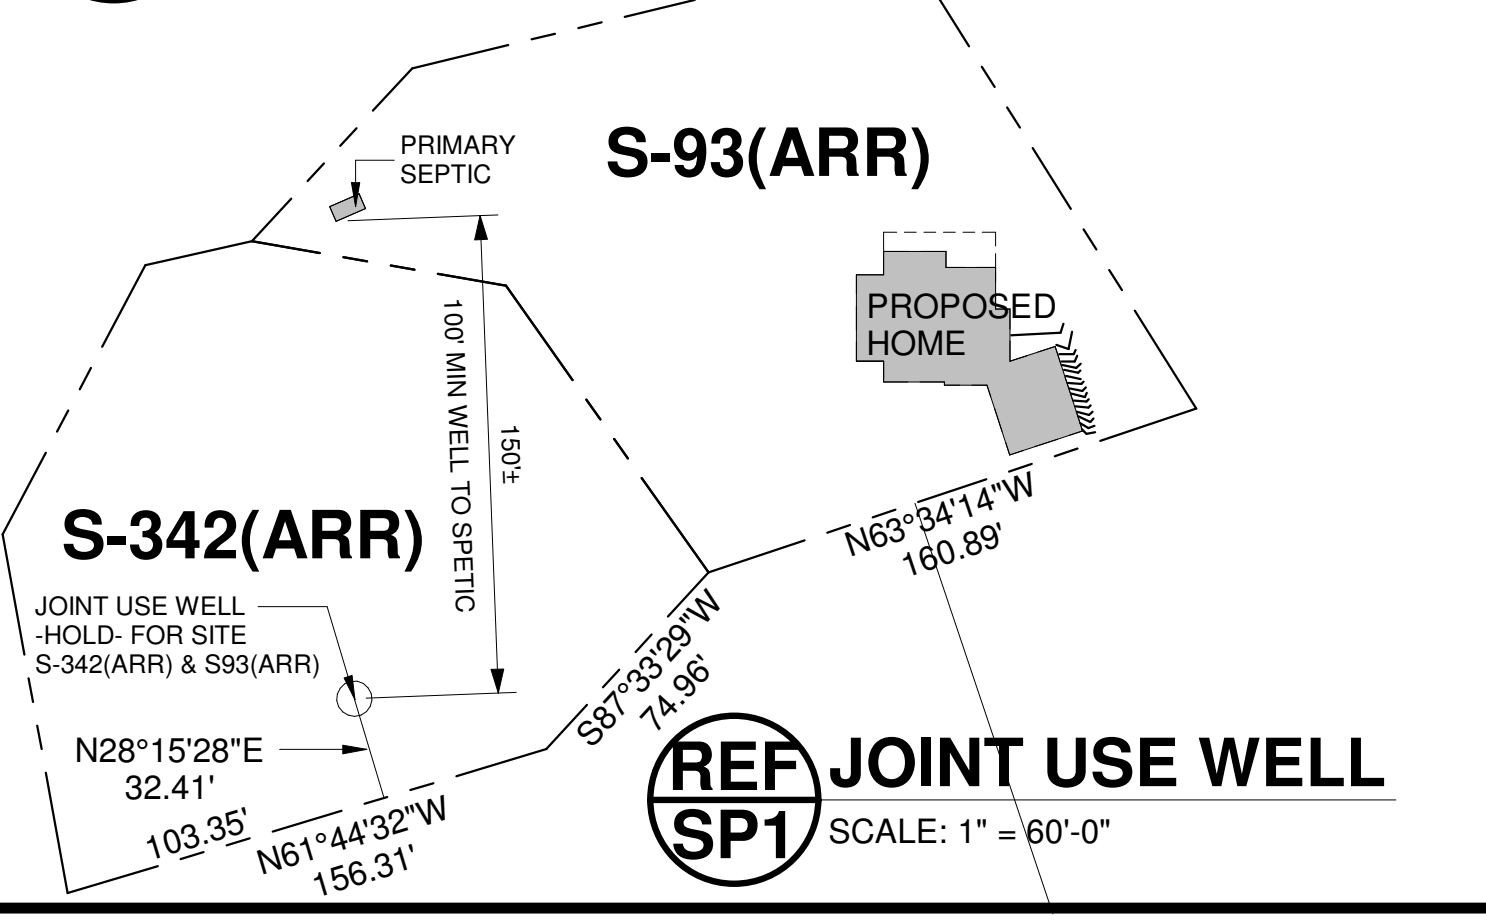 PRIMARY
SEPTIC
S-93(ARR)
PROPOSED
HOME
100' MIN WELL TO SPETIC
150'±
S-342(ARR)
JOINT USE WELL
-HOLD- FOR SITE
S-342(ARR) & S93(ARR)
N63°34'14"W
160.89'
S87°33'29"W
74.96'
N28°15'28"E
32.41'
103.35'
N61°44'32"W
156.31'
REF
SP1
JOINT USE WELL
SCALE: 1" = 60'-0"